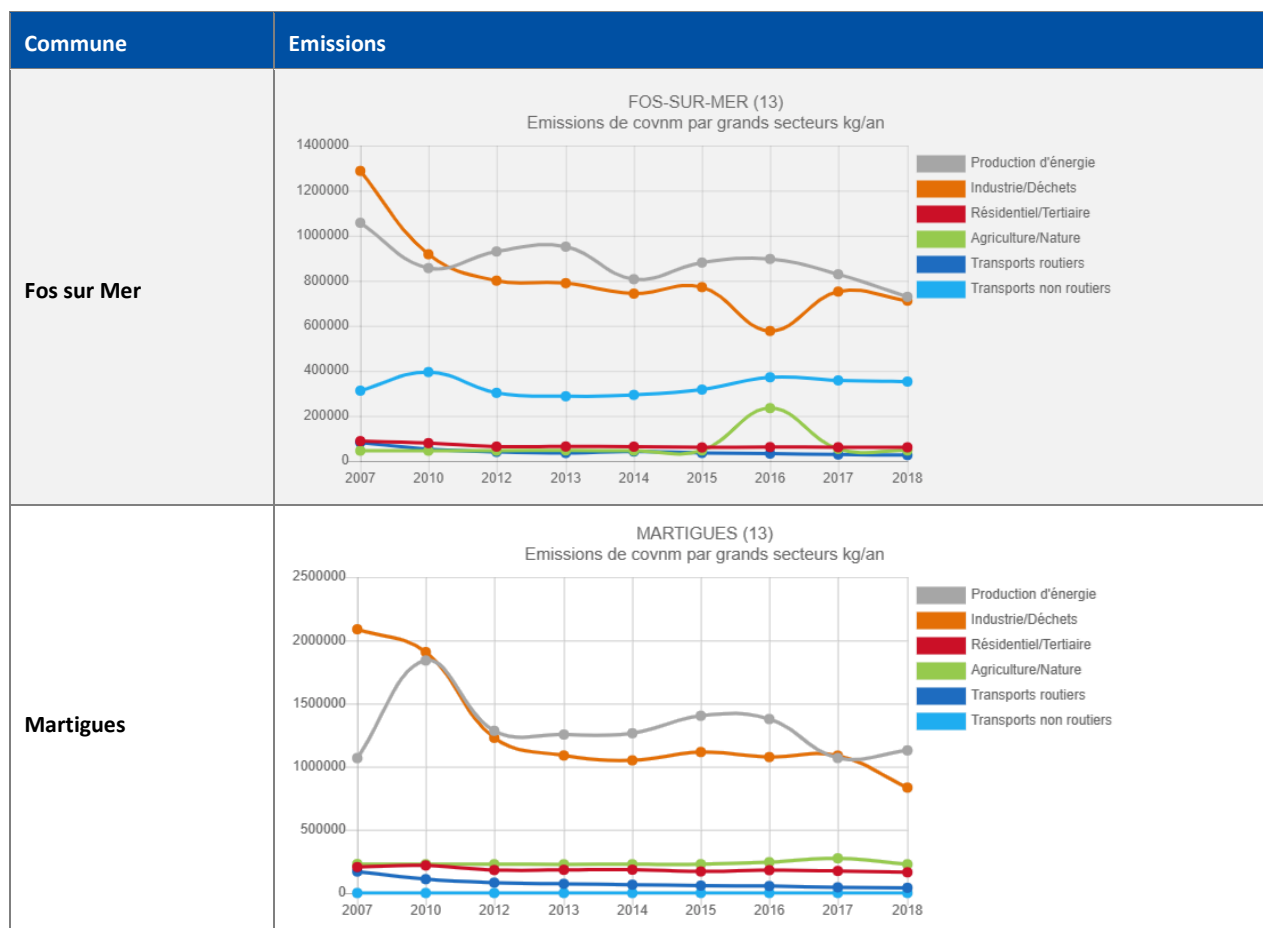 Commune Emissions
Fos sur Mer
FOS-SUR-MER (13)
Emissions de covnm par grands secteurs kg/an
1400000
1200000
1000000
800000
600000
400000
200000
0
2007 2010 2012 2013 2014 2015 2016 2017 2018
Production d'énergie
Industrie/Déchets
Résidentiel/Tertiaire
Agriculture/Nature
Transports routiers
Transports non routiers
Martigues
MARTIGUES (13)
Emissions de covnm par grands secteurs kg/an
2500000
2000000
1500000
1000000
500000
0
2007 2010 2012 2013 2014 2015 2016 2017 2018
Production d'énergie
Industrie/Déchets
Résidentiel/Tertiaire
Agriculture/Nature
Transports routiers
Transports non routiers